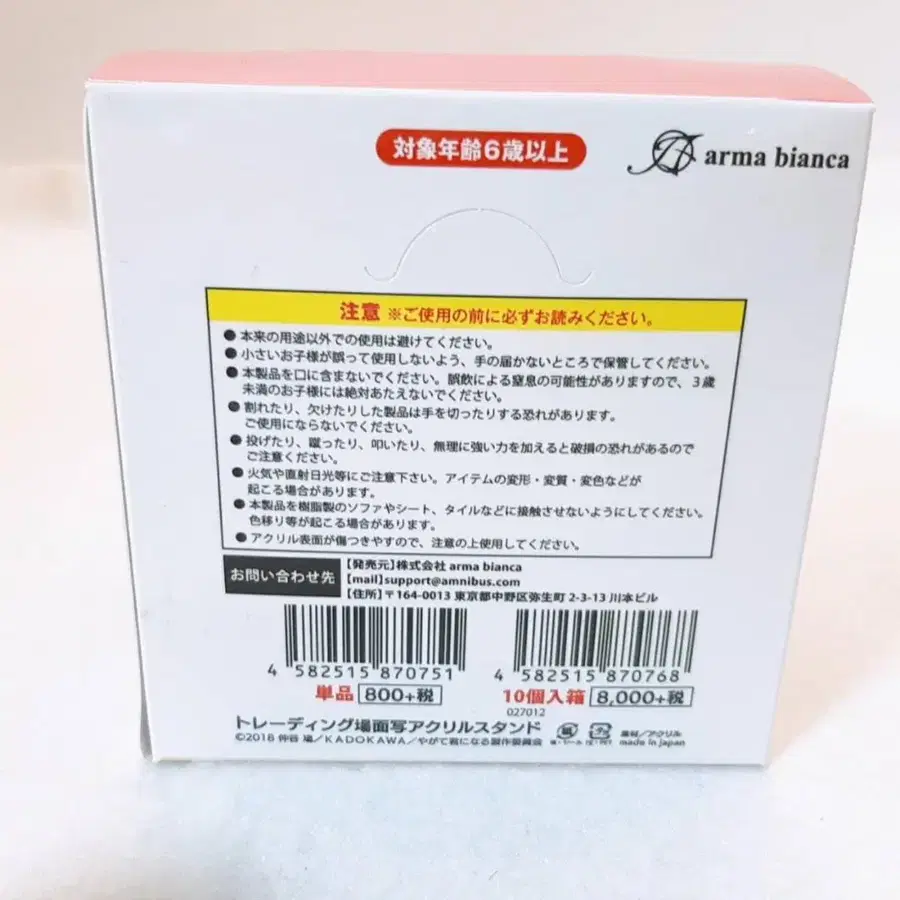 対象年齢6歳以上
arma bianca
注意 ※ご使用の前に必ずお読みください。
●本来の用途以外での使用は避けてください。
●小さいお子様が誤って使用しないよう、手の届かないところで保管してください。
●本製品を口に含まないでください。誤飲による窒息の可能性がありますので、3歳
未満のお子様には絶対あたえないでください。
●割れたり、欠けたりした製品は手を切ったりする恐れがあります。
ご使用にならないでください。
●投げたり、蹴ったり、叩いたり、無理に強い力を加えると破損の恐れがあるので
ご注意ください。
●火気や直射日光等にご注意下さい。アイテムの変形・変質・変色などが
起こる場合があります。
●本製品を樹脂製のソファやシート、タイルなどに接触させないようにしてください。
色移り等が起こる場合があります。
●アクリル表面が傷つきやすので、注意の上使用してください。
お問い合わせ先
【発売元】株式会社 arma bianca
【mail】support@amnibus.com
【住所】〒164-0013 東京都中野区弥生町 2-3-13 川本ビル
4 582515 870751
4 582515 870768
単品 800+税
10個入箱 8,000+税
027012
トレーディング場面写アクリルスタンド
©2018 仲谷 鳰/KADOKAWA/やがて君になる製作委員会
素材/アクリル
made in japan